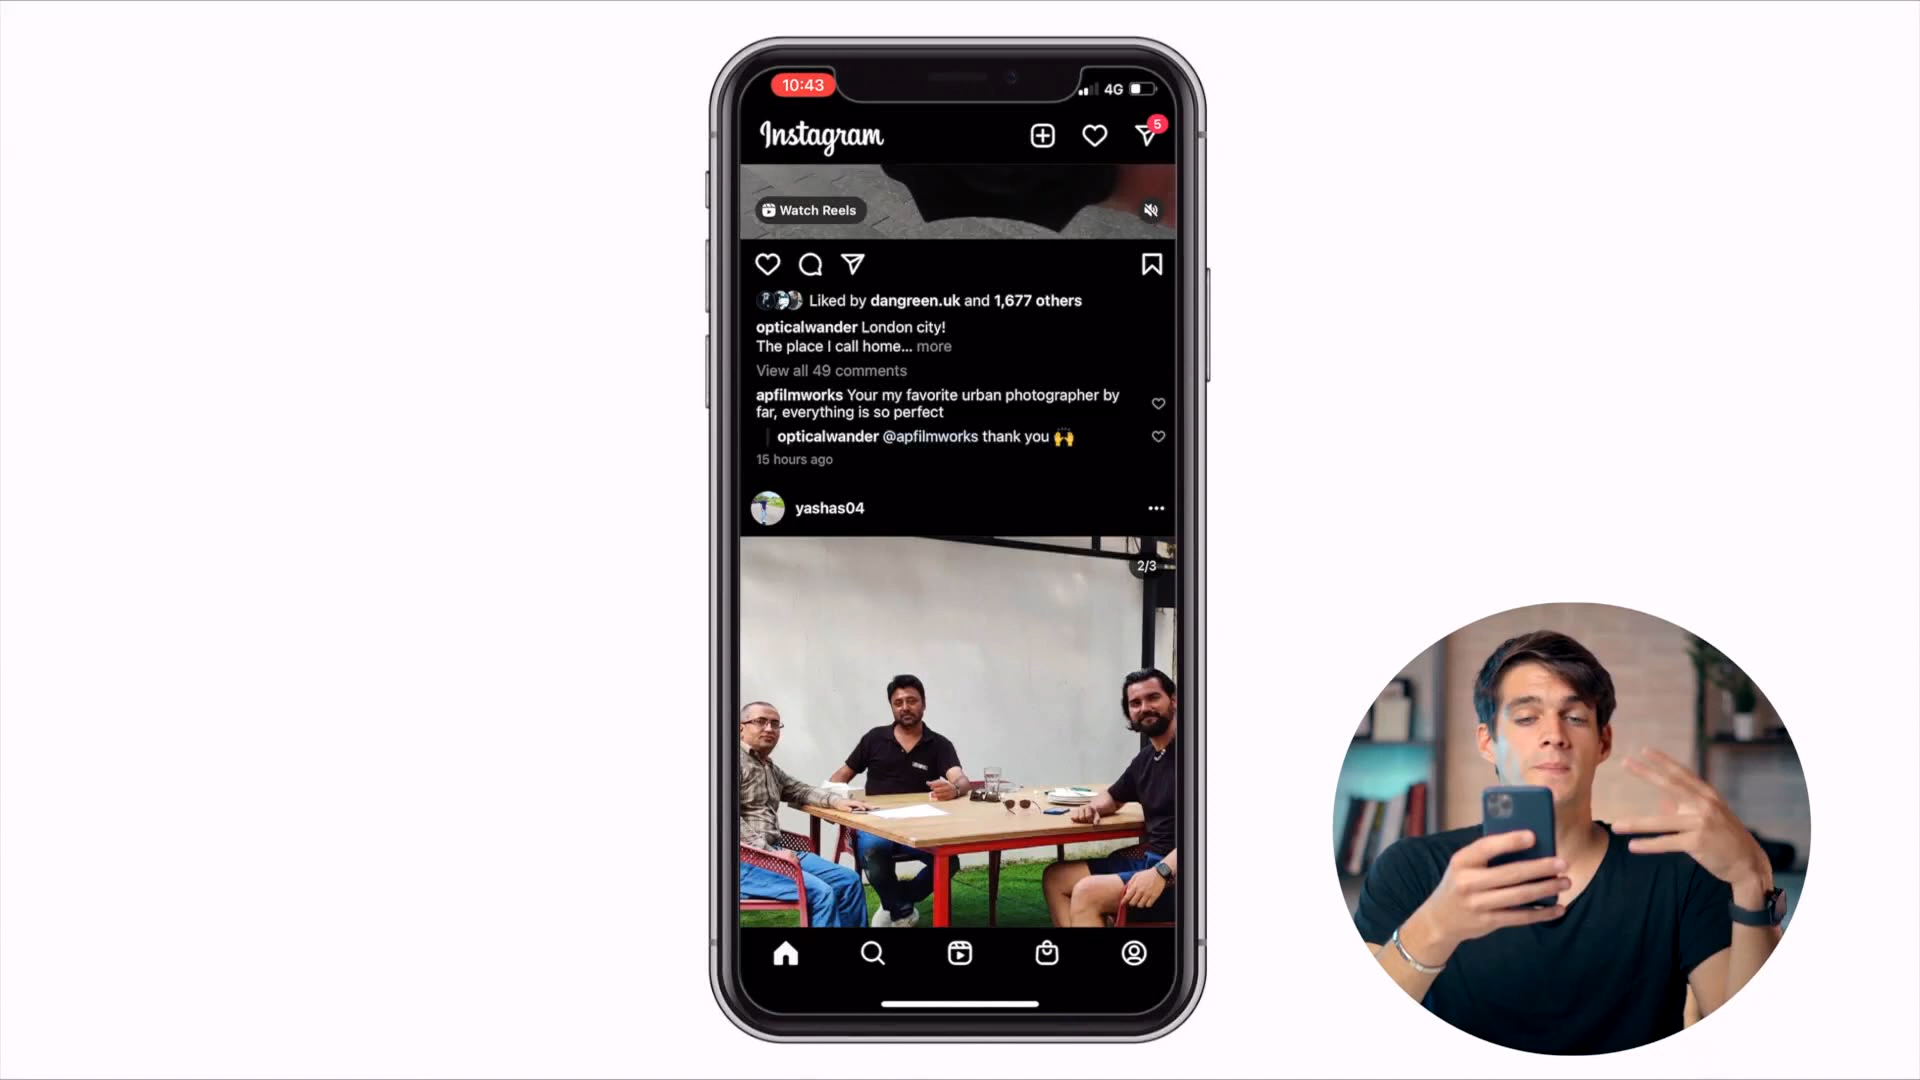 10:43
4G
Instagram
5
Watch Reels
Liked by dangreen.uk and 1,677 others
opticalwander London city!
The place I call home... more
View all 49 comments
apfilmworks Your my favorite urban photographer by
far, everything is so perfect
opticalwander @apfilmworks thank you 🙌
15 hours ago
yashas04
2/3